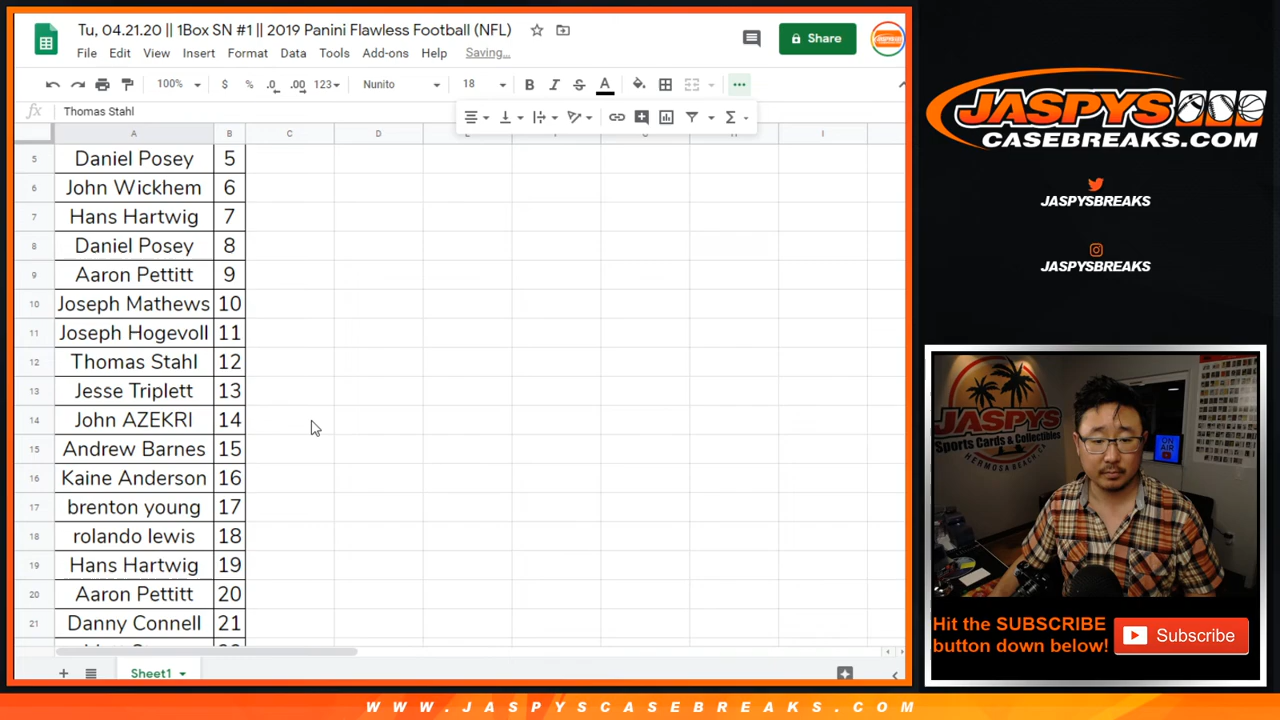 Tu, 04.21.20 || 1Box SN #1 || 2019 Panini Flawless Football (NFL)
File Edit View Insert Format Data Tools Add-ons Help Saving...
Share
100% $ % .0 .00 123 Nunito 18 B I S A
fx Thomas Stahl
A B C D I
5 Daniel Posey 5
6 John Wickhem 6
7 Hans Hartwig 7
8 Daniel Posey 8
9 Aaron Pettitt 9
10 Joseph Mathews 10
11 Joseph Hogevoll 11
12 Thomas Stahl 12
13 Jesse Triplett 13
14 John AZEKRI 14
15 Andrew Barnes 15
16 Kaine Anderson 16
17 brenton young 17
18 rolando lewis 18
19 Hans Hartwig 19
20 Aaron Pettitt 20
21 Danny Connell 21
Sheet1
JASPYS
CASEBREAKS.COM
JASPYSBREAKS
JASPYSBREAKS
JASPYS
Sports Cards & Collectibles
HERMOSA BEACH, CA
ON AIR
Hit the SUBSCRIBE
button down below!
Subscribe
WWW.JASPYSCASEBREAKS.COM